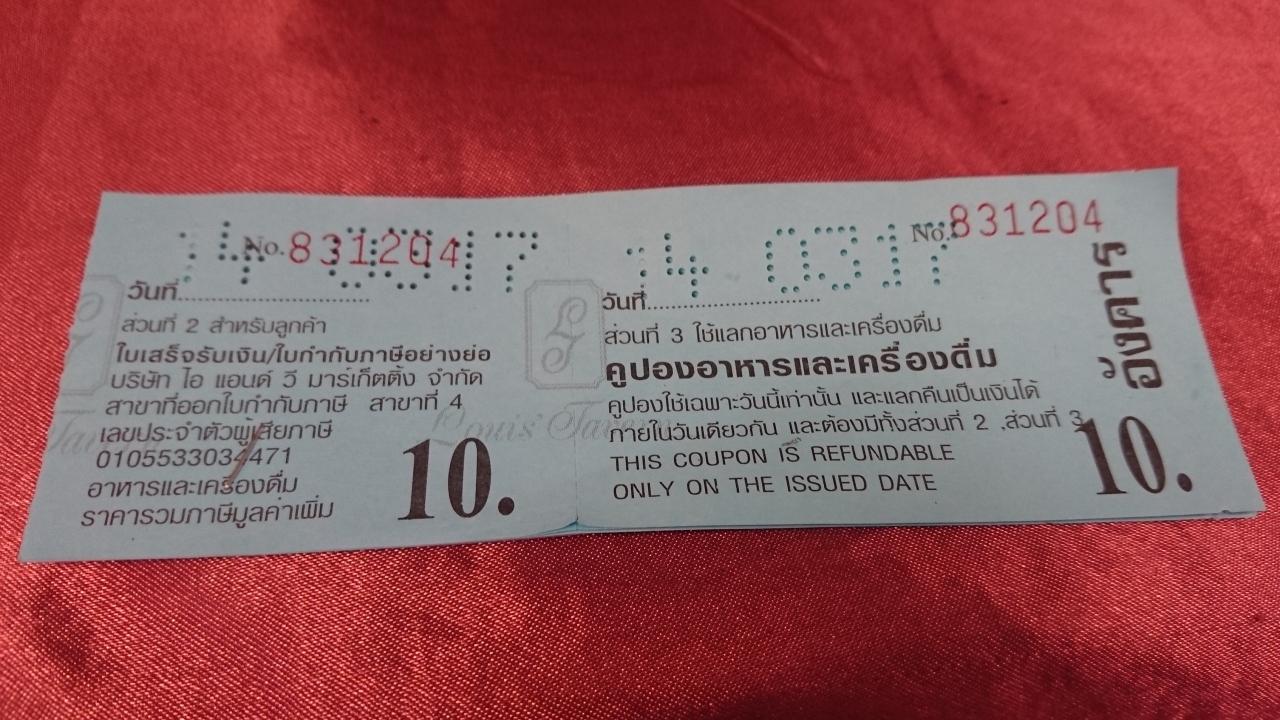 14 0317
No. 831204
วันที่
ส่วนที่ 2 สำหรับลูกค้า
ใบเสร็จรับเงิน/ใบกำกับภาษีอย่างย่อ
บริษัท ไอ แอนด์ วี มาร์เก็ตติ้ง จำกัด
สาขาที่ออกใบกำกับภาษี สาขาที่ 4
เลขประจำตัวผู้เสียภาษี
0105533034471
อาหารและเครื่องดื่ม
ราคารวมภาษีมูลค่าเพิ่ม
10.
Louis' Tavern
14 0317
No. 831204
วันที่
ส่วนที่ 3 ใช้แลกอาหารและเครื่องดื่ม
คูปองอาหารและเครื่องดื่ม
คูปองใช้เฉพาะวันนี้เท่านั้น และแลกคืนเป็นเงินได้
ภายในวันเดียวกัน และต้องมีทั้งส่วนที่ 2 ,ส่วนที่ 3
THIS COUPON IS REFUNDABLE
ONLY ON THE ISSUED DATE
10.
อังคาร